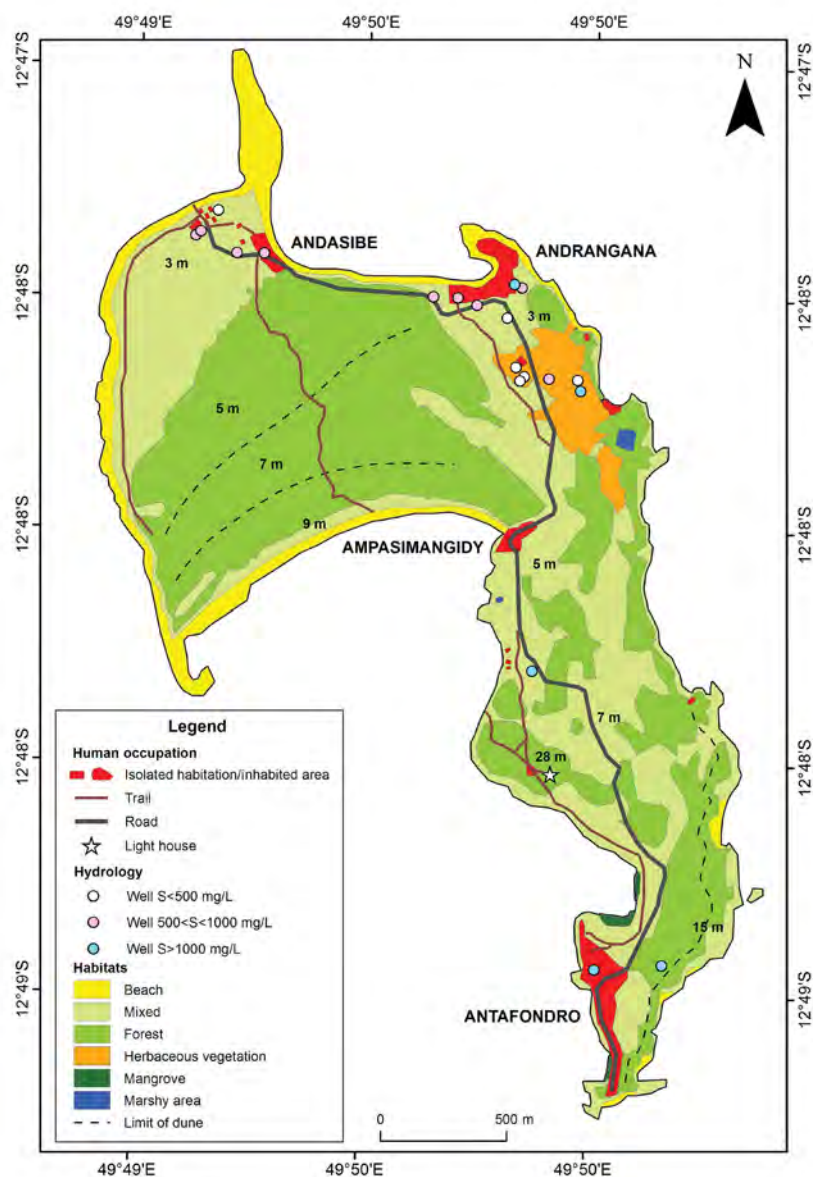 49°49'E 49°50'E 49°50'E
12°47'S 12°47'S
N
ANDASIBE
ANDRANGANA
3 m
12°48'S 12°48'S
3 m
5 m
7 m
9 m
12°48'S 12°48'S
AMPASIMANGIDY
5 m
7 m
28 m
12°48'S 12°48'S
15 m
12°49'S 12°49'S
ANTAFONDRO
Legend
Human occupation
Isolated habitation/inhabited area
Trail
Road
Light house
Hydrology
Well S<500 mg/L
Well 500<S<1000 mg/L
Well S>1000 mg/L
Habitats
Beach
Mixed
Forest
Herbaceous vegetation
Mangrove
Marshy area
Limit of dune
0 500 m
49°49'E 49°50'E 49°50'E